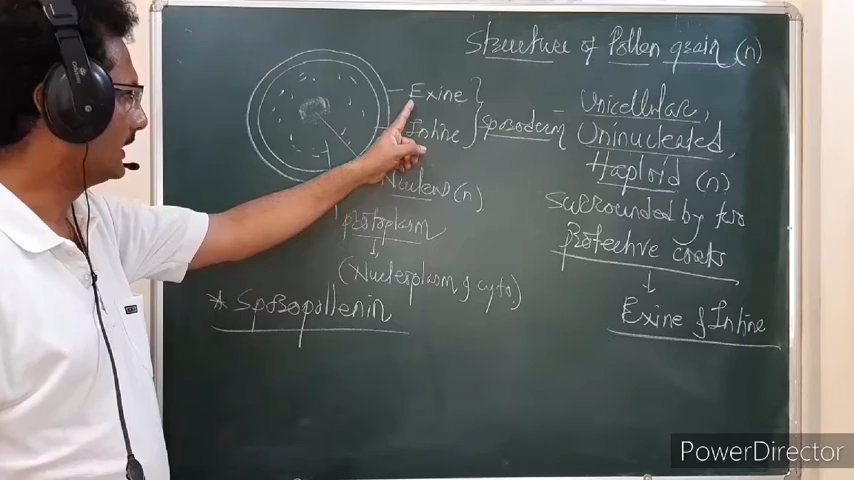 Structure of Pollen grain (n)
Exine
Intine
Sporoderm
Nucleus (n)
protoplasm
(Nucleoplasm & cyto)
* Sporopollenin
Unicellular,
Uninucleated,
Haploid (n)
Surrounded by two
protective coats
Exine & Intine
PowerDirector